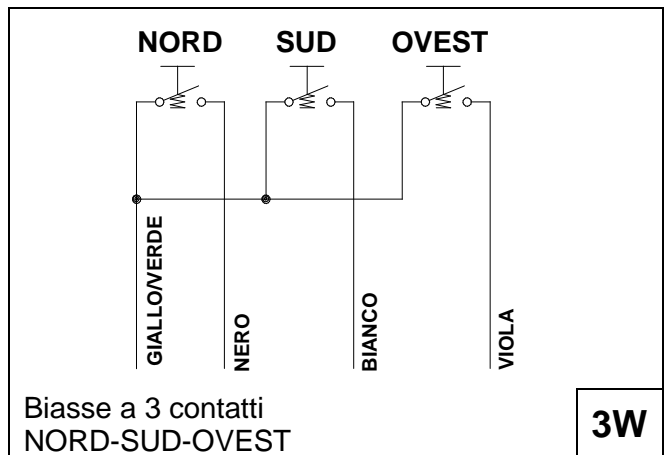 NORD SUD OVEST
GIALLO/VERDE
NERO
BIANCO
VIOLA
Biasse a 3 contatti
NORD-SUD-OVEST
3W